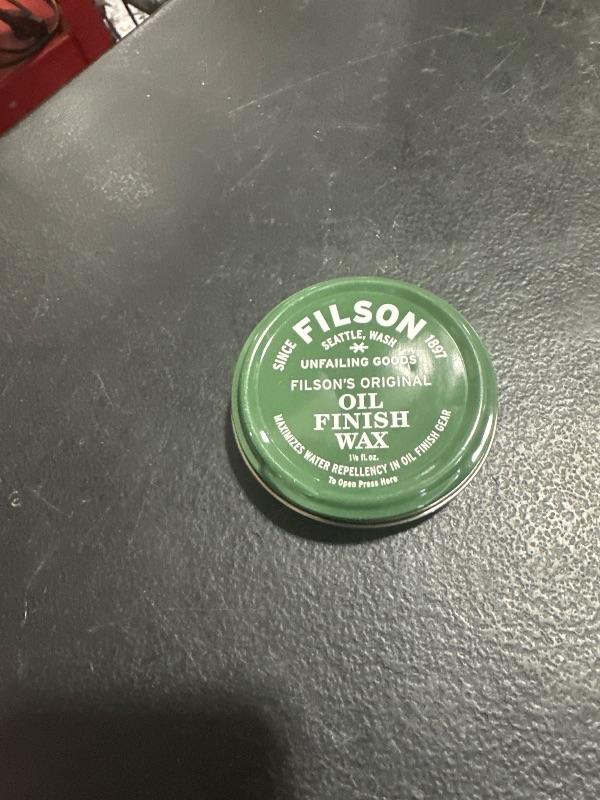 FILSON
SINCE 1897
SEATTLE, WASH
UNFAILING GOODS
FILSON'S ORIGINAL
OIL
FINISH
WAX
1⅛ fl. oz.
MAXIMIZES WATER REPELLENCY IN OIL FINISH GEAR
To Open Press Here